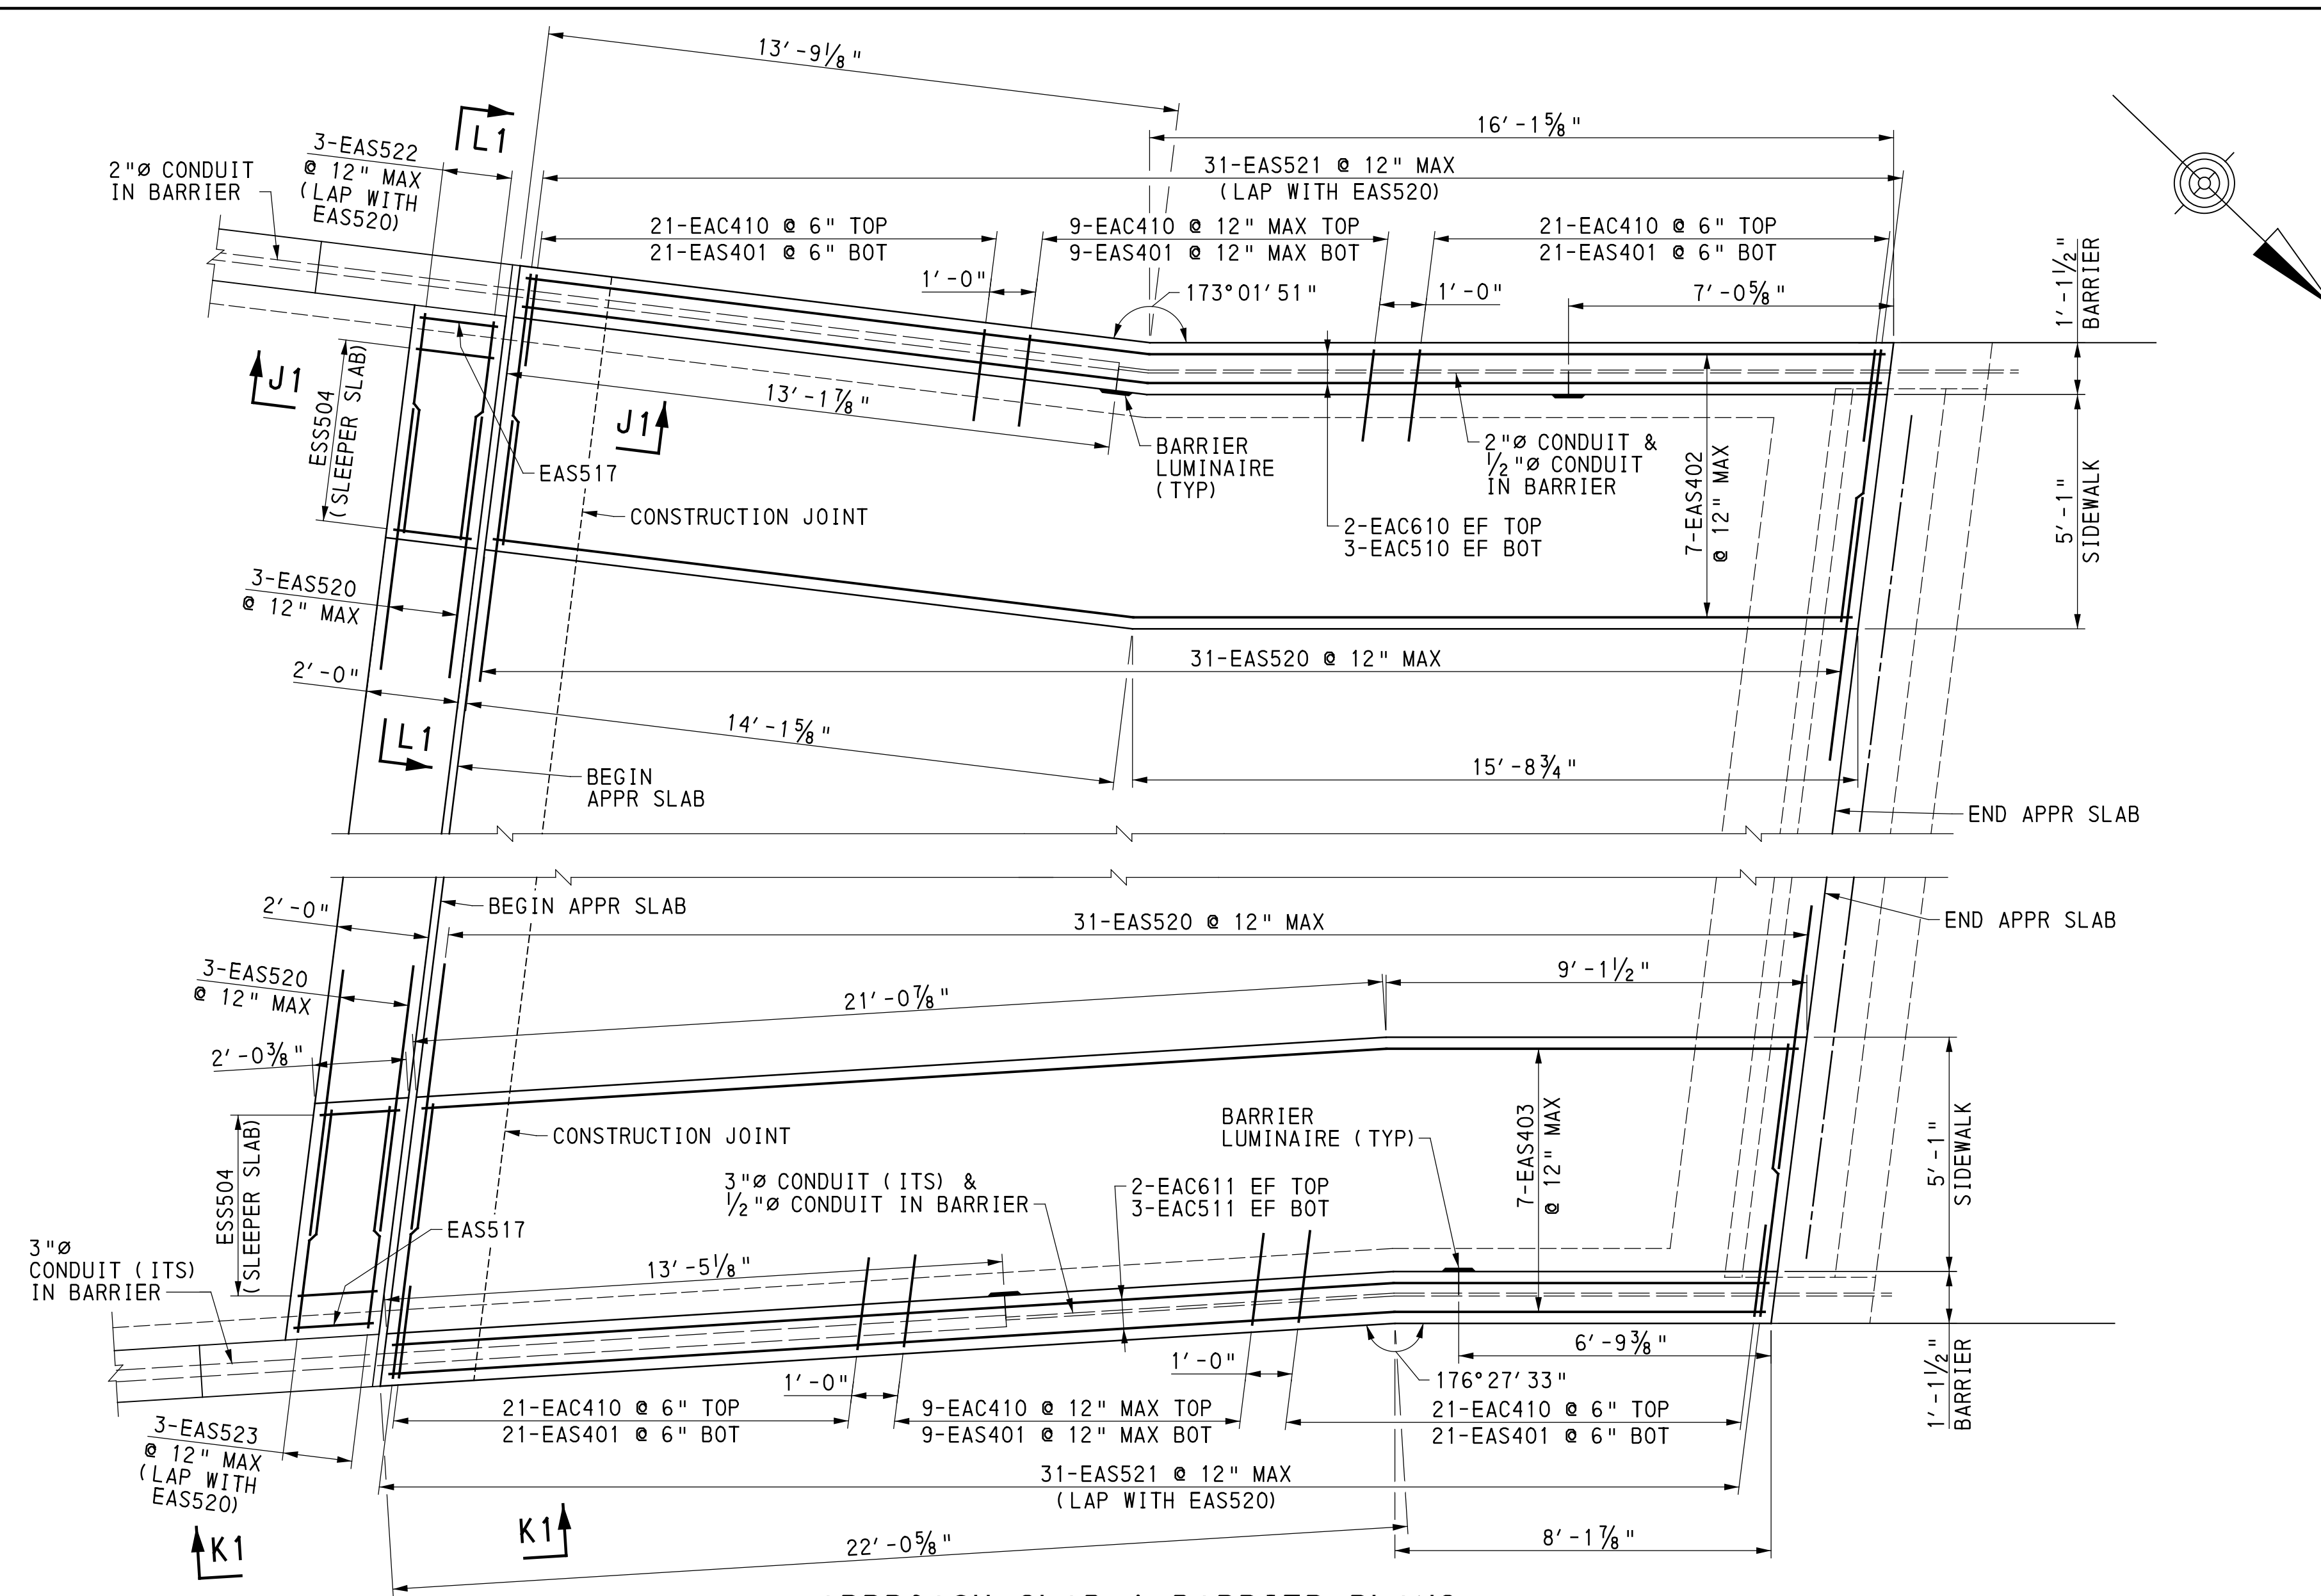 13'-9 1/8"
L1
16'-1 5/8"
3-EAS522
@ 12" MAX
(LAP WITH
EAS520)
2"Ø CONDUIT
IN BARRIER
31-EAS521 @ 12" MAX
(LAP WITH EAS520)
21-EAC410 @ 6" TOP
21-EAS401 @ 6" BOT
9-EAC410 @ 12" MAX TOP
9-EAS401 @ 12" MAX BOT
21-EAC410 @ 6" TOP
21-EAS401 @ 6" BOT
1'-0"
173°01'51"
1'-0"
7'-0 5/8"
1'-1 1/2"
BARRIER
J1
ESS504
(SLEEPER SLAB)
13'-1 7/8"
J1
EAS517
BARRIER
LUMINAIRE
(TYP)
2"Ø CONDUIT &
1/2"Ø CONDUIT
IN BARRIER
7-EAS402
@ 12" MAX
5'-1"
SIDEWALK
CONSTRUCTION JOINT
2-EAC610 EF TOP
3-EAC510 EF BOT
3-EAS520
@ 12" MAX
31-EAS520 @ 12" MAX
2'-0"
14'-1 5/8"
L1
15'-8 3/4"
BEGIN
APPR SLAB
END APPR SLAB
2'-0"
BEGIN APPR SLAB
31-EAS520 @ 12" MAX
END APPR SLAB
3-EAS520
@ 12" MAX
9'-1 1/2"
21'-0 7/8"
2'-0 3/8"
BARRIER
LUMINAIRE (TYP)
CONSTRUCTION JOINT
7-EAS403
@ 12" MAX
5'-1"
SIDEWALK
3"Ø CONDUIT (ITS) &
1/2"Ø CONDUIT IN BARRIER
2-EAC611 EF TOP
3-EAC511 EF BOT
ESS504
(SLEEPER SLAB)
EAS517
3"Ø
CONDUIT (ITS)
IN BARRIER
13'-5 1/8"
6'-9 3/8"
1'-0"
1'-0"
176°27'33"
1'-1 1/2"
BARRIER
21-EAC410 @ 6" TOP
21-EAS401 @ 6" BOT
9-EAC410 @ 12" MAX TOP
9-EAS401 @ 12" MAX BOT
21-EAC410 @ 6" TOP
21-EAS401 @ 6" BOT
3-EAS523
@ 12" MAX
(LAP WITH
EAS520)
31-EAS521 @ 12" MAX
(LAP WITH EAS520)
K1
K1
22'-0 5/8"
8'-1 7/8"